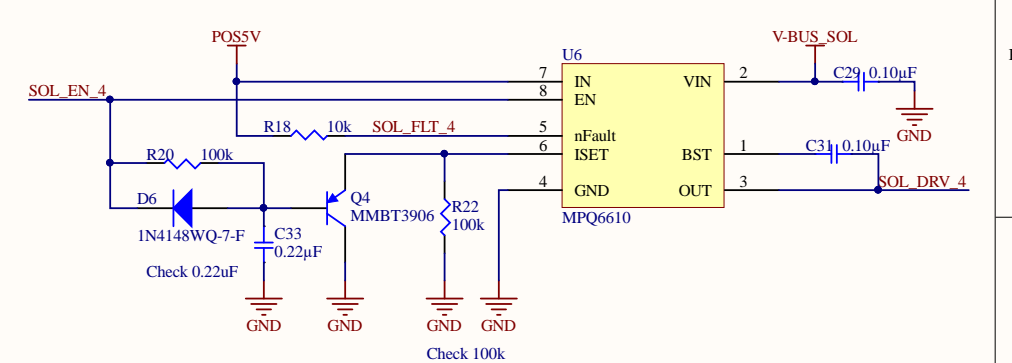 POS5V
V-BUS_SOL
U6
7
IN
VIN
2
C29
0.10µF
SOL_EN_4
8
EN
GND
R18
10k
SOL_FLT_4
5
nFault
6
ISET
BST
1
C31
0.10µF
R20
100k
4
GND
OUT
3
SOL_DRV_4
D6
Q4
MMBT3906
R22
100k
MPQ6610
1N4148WQ-7-F
C33
0.22µF
Check 0.22uF
GND
GND
GND
GND
Check 100k